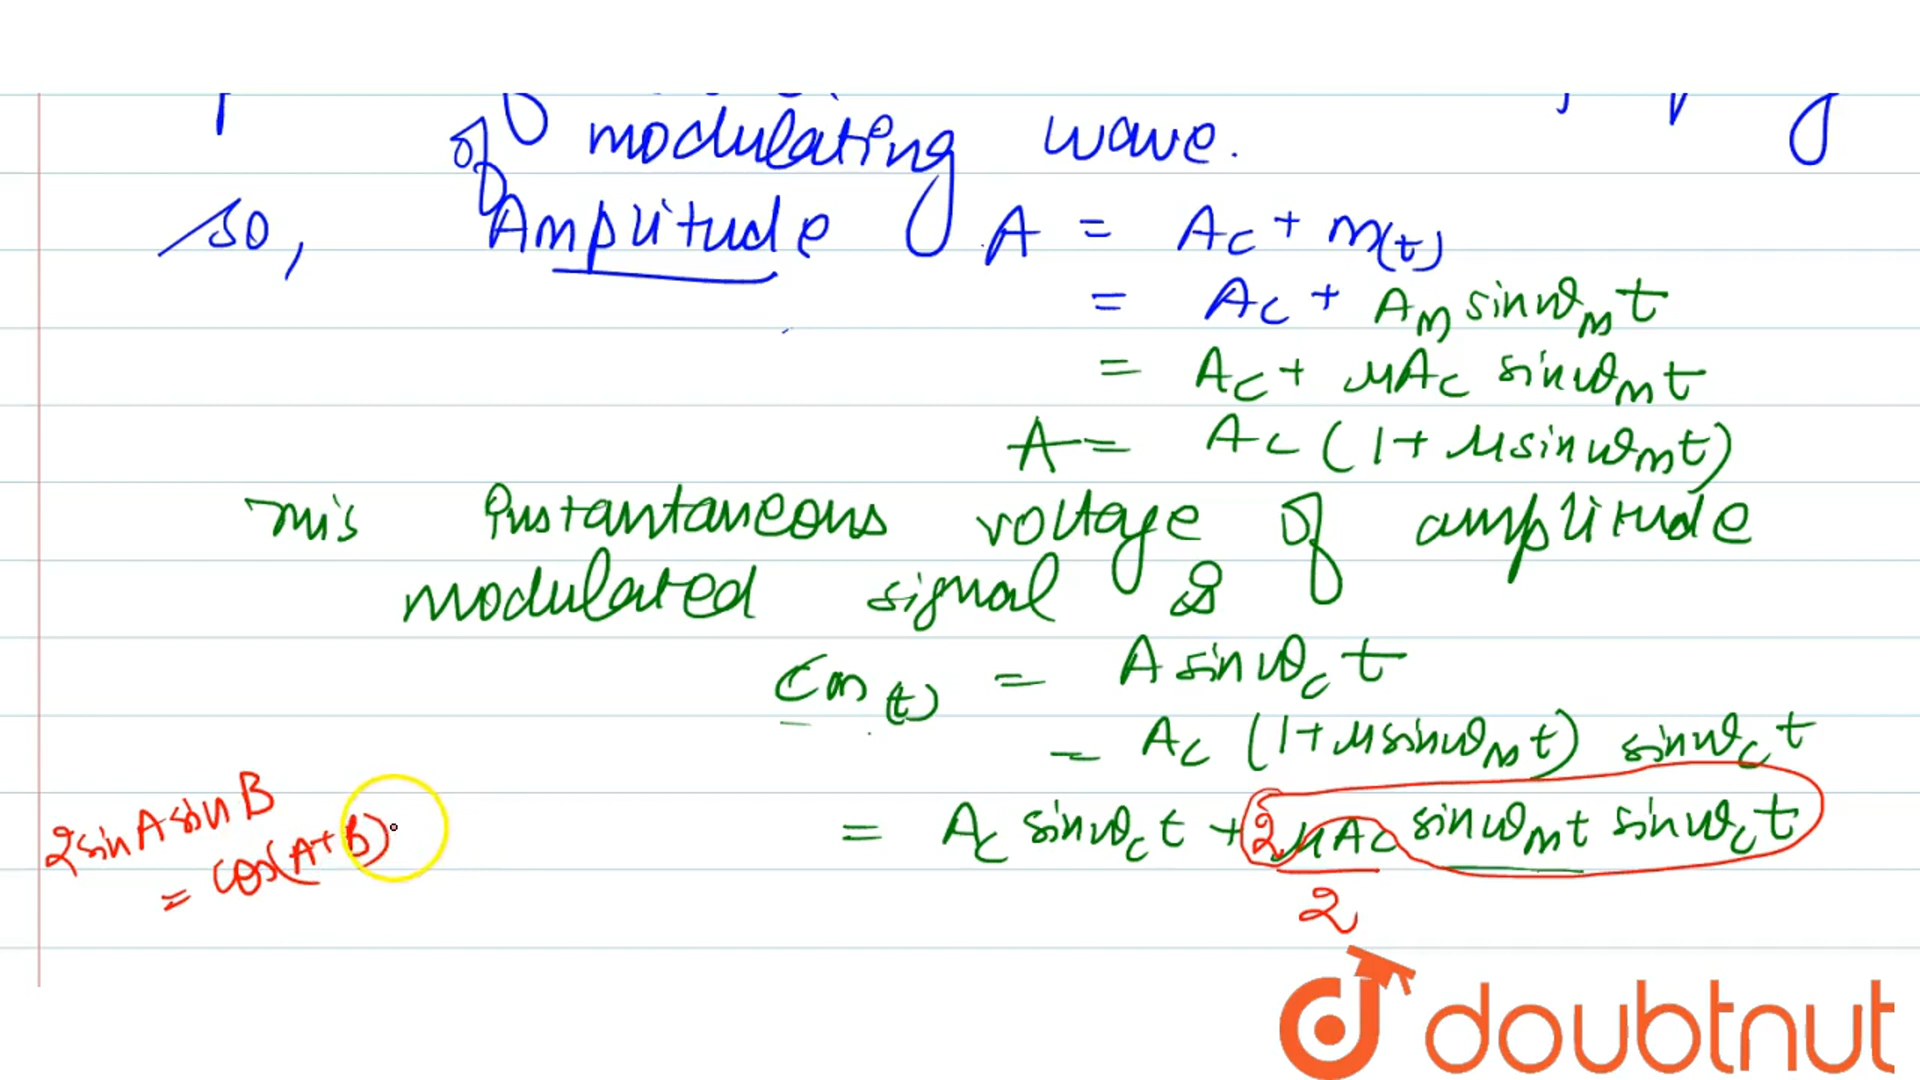 of modulating wave.
so, Amplitude A = Ac + m(t)
= Ac + Am sinωmt
= Ac + μAc sinωmt
A = Ac (1 + μsinωmt)
instantaneous voltage of amplitude
modulated signal is
Cm(t) = A sinωct
= Ac (1 + μsinωmt) sinωct
= Ac sinωct + 2μAc/2 sinωmt sinωct
2sinA sinB
= cos(A+B)
doubtnut